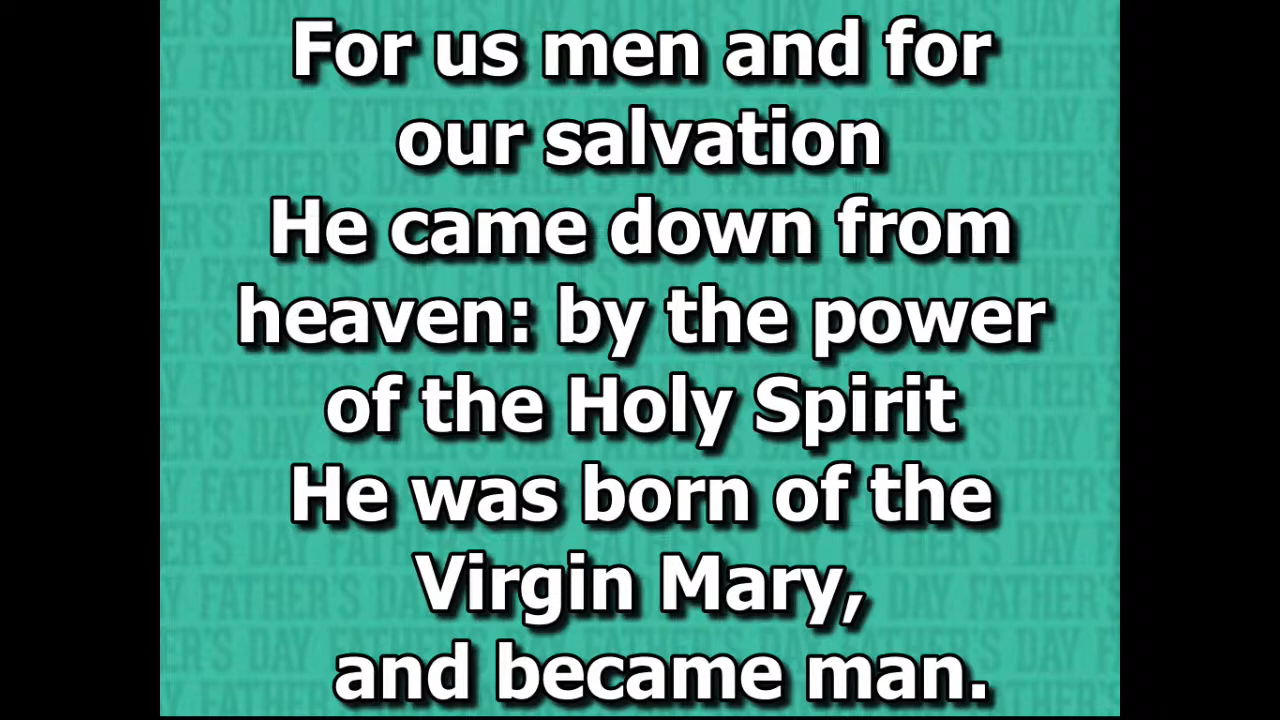 For us men and for
our salvation
He came down from
heaven: by the power
of the Holy Spirit
He was born of the
Virgin Mary,
and became man.